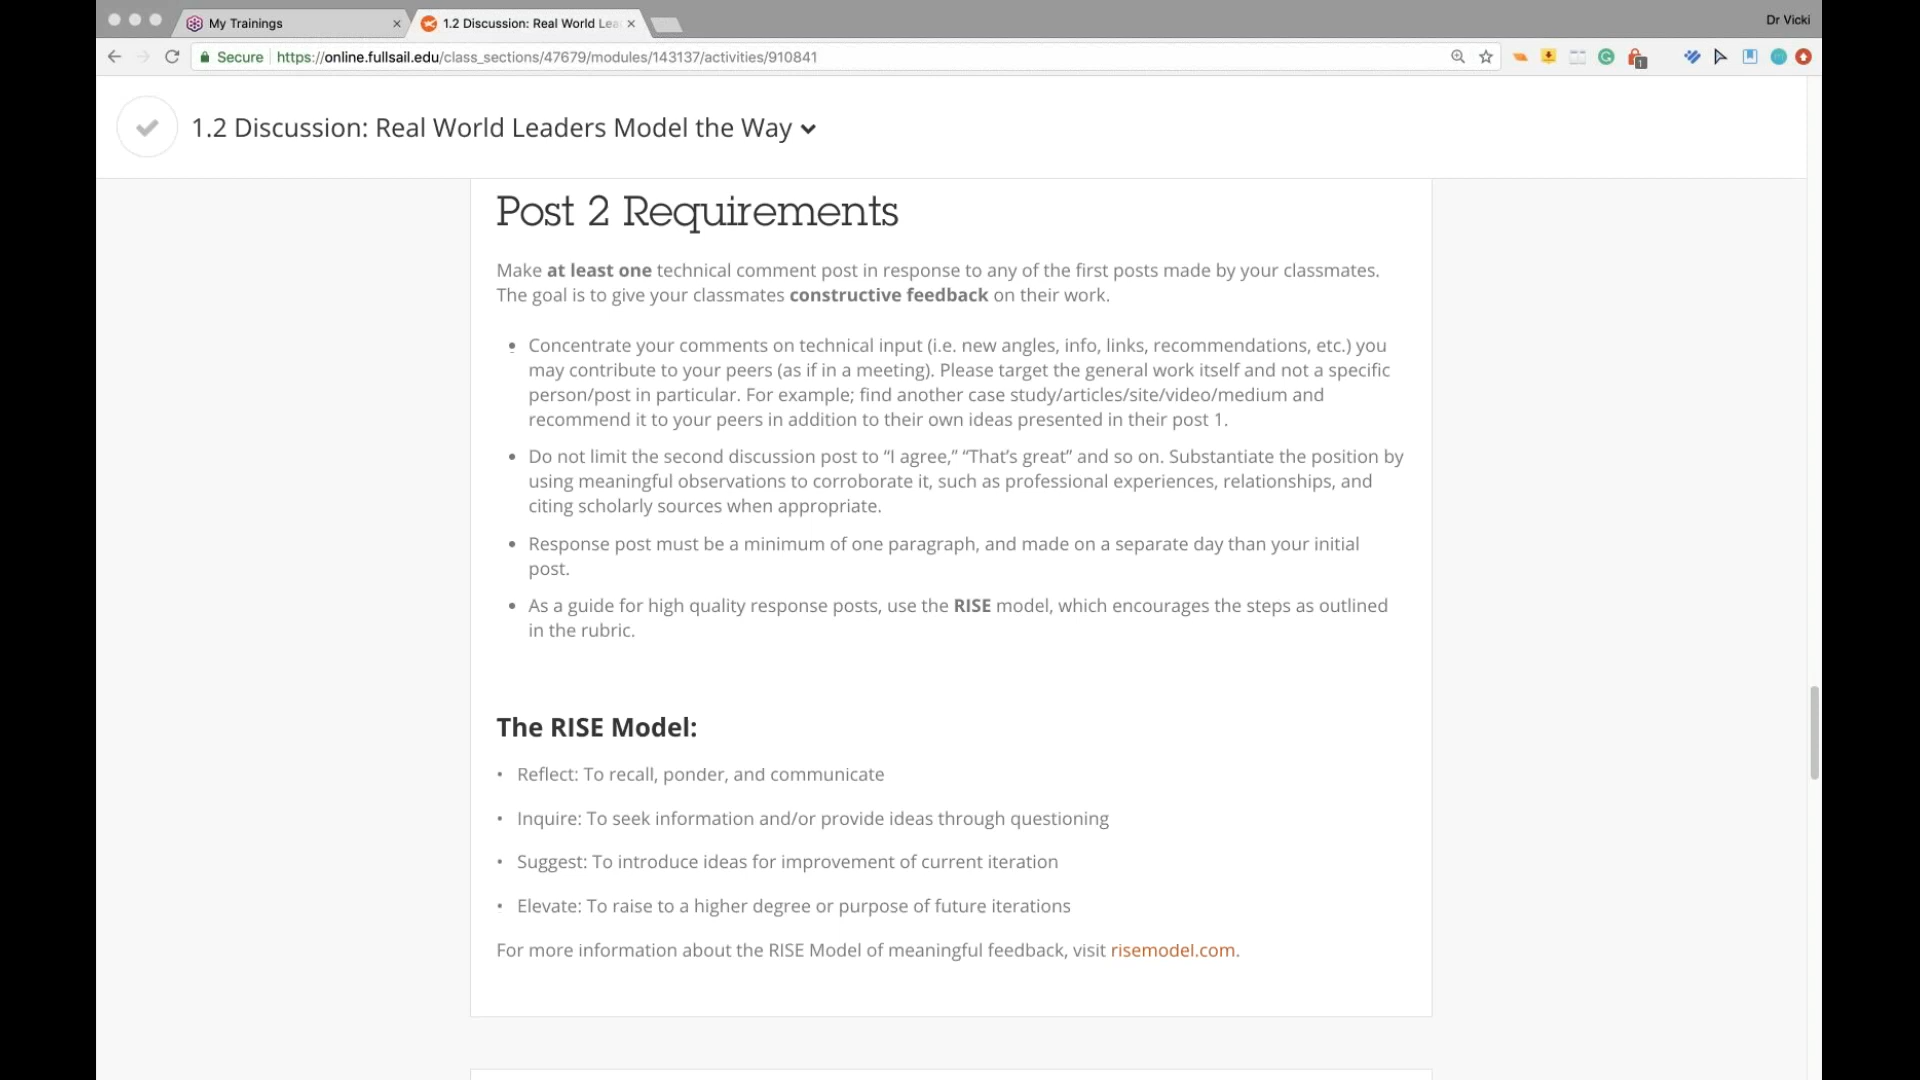 My Trainings
1.2 Discussion: Real World Lea
Dr Vicki
Secure
https://online.fullsail.edu/class_sections/47679/modules/143137/activities/910841
1
1.2 Discussion: Real World Leaders Model the Way
Post 2 Requirements
Make at least one technical comment post in response to any of the first posts made by your classmates.
The goal is to give your classmates constructive feedback on their work.
• Concentrate your comments on technical input (i.e. new angles, info, links, recommendations, etc.) you
may contribute to your peers (as if in a meeting). Please target the general work itself and not a specific
person/post in particular. For example; find another case study/articles/site/video/medium and
recommend it to your peers in addition to their own ideas presented in their post 1.
• Do not limit the second discussion post to “I agree,” “That’s great” and so on. Substantiate the position by
using meaningful observations to corroborate it, such as professional experiences, relationships, and
citing scholarly sources when appropriate.
• Response post must be a minimum of one paragraph, and made on a separate day than your initial
post.
• As a guide for high quality response posts, use the RISE model, which encourages the steps as outlined
in the rubric.
The RISE Model:
• Reflect: To recall, ponder, and communicate
• Inquire: To seek information and/or provide ideas through questioning
• Suggest: To introduce ideas for improvement of current iteration
• Elevate: To raise to a higher degree or purpose of future iterations
For more information about the RISE Model of meaningful feedback, visit risemodel.com.